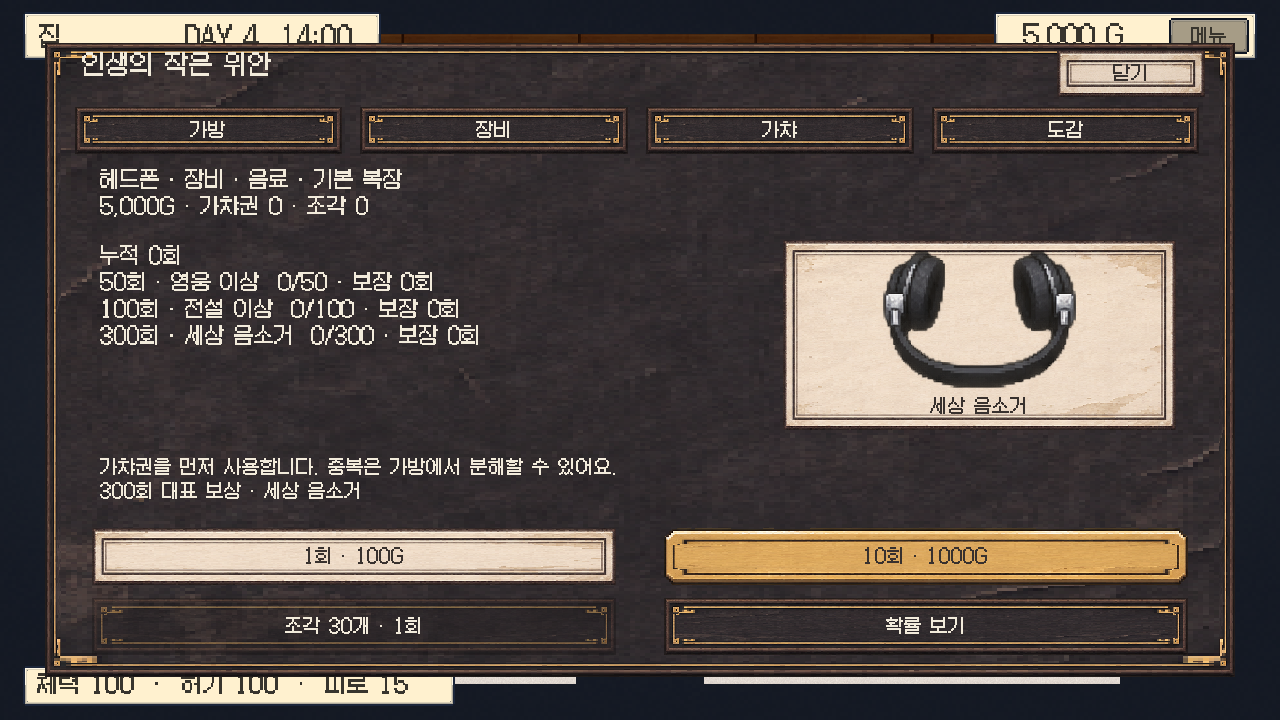 집 DAY 4 14:00 5,000 G 메뉴
인생의 작은 위안 닫기
가방 장비 가챠 도감
헤드폰 · 장비 · 음료 · 기본 복장
5,000G · 가챠권 0 · 조각 0
누적 0회
50회 · 영웅 이상 0/50 · 보장 0회
100회 · 전설 이상 0/100 · 보장 0회
300회 · 세상 음소거 0/300 · 보장 0회
세상 음소거
가챠권을 먼저 사용합니다. 중복은 가방에서 분해할 수 있어요.
300회 대표 보상 · 세상 음소거
1회 · 100G 10회 · 1000G
조각 30개 · 1회 확률 보기
체력 100 · 허기 100 · 피로 15